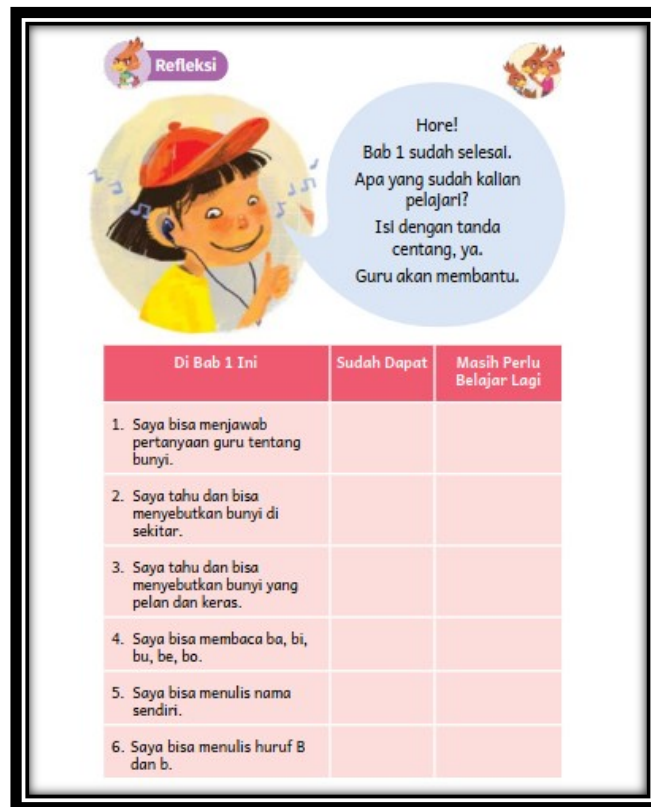 Refleksi
Hore!
Bab 1 sudah selesai.
Apa yang sudah kalian
pelajari?
Isi dengan tanda
centang, ya.
Guru akan membantu.
Di Bab 1 Ini
Sudah Dapat
Masih Perlu
Belajar Lagi
1. Saya bisa menjawab
pertanyaan guru tentang
bunyi.
2. Saya tahu dan bisa
menyebutkan bunyi di
sekitar.
3. Saya tahu dan bisa
menyebutkan bunyi yang
pelan dan keras.
4. Saya bisa membaca ba, bi,
bu, be, bo.
5. Saya bisa menulis nama
sendiri.
6. Saya bisa menulis huruf B
dan b.